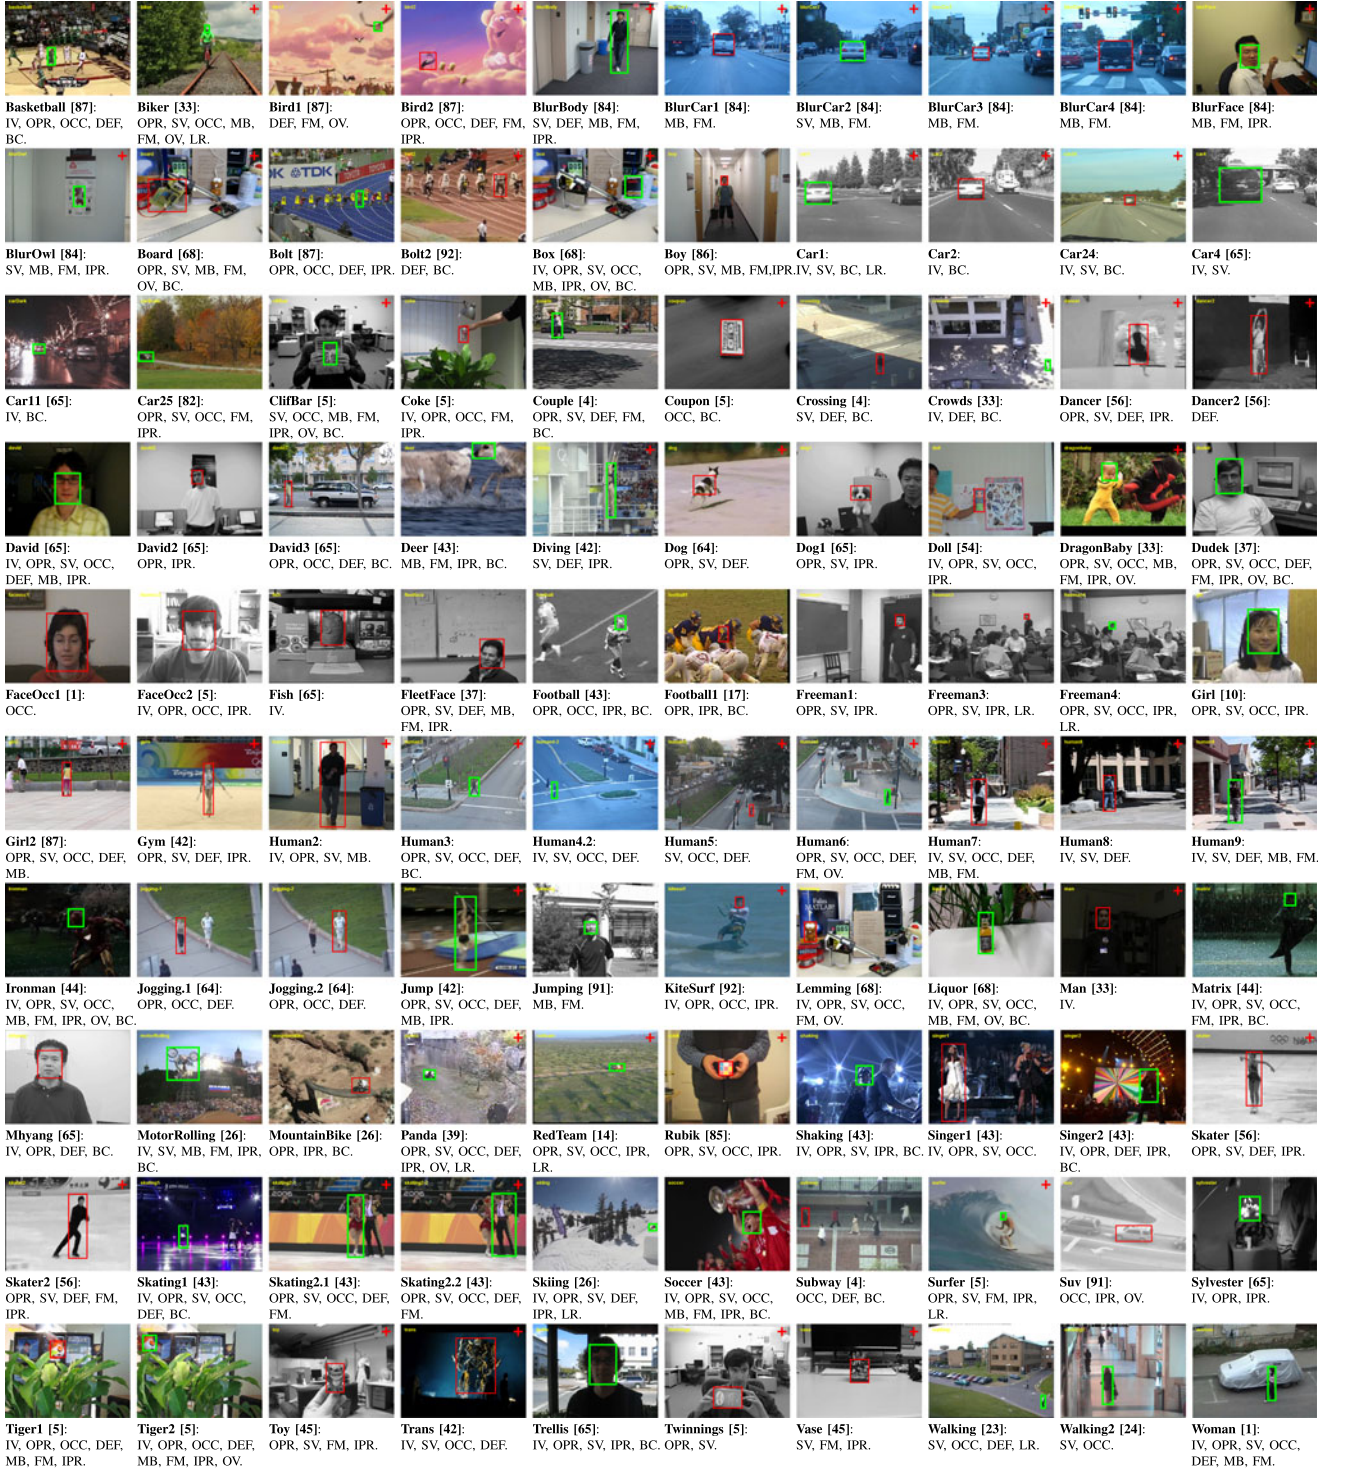 Basketball [87]:
IV, OPR, OCC, DEF,
BC.
Biker [33]:
OPR, SV, OCC, MB,
FM, OV, LR.
Bird1 [87]:
DEF, FM, OV.
Bird2 [87]:
OPR, OCC, DEF, FM,
IPR.
BlurBody [84]:
SV, DEF, MB, FM,
IPR.
BlurCar1 [84]:
MB, FM.
BlurCar2 [84]:
SV, MB, FM.
BlurCar3 [84]:
MB, FM.
BlurCar4 [84]:
MB, FM.
BlurFace [84]:
MB, FM, IPR.
BlurOwl [84]:
SV, MB, FM, IPR.
Board [68]:
OPR, SV, MB, FM,
OV, BC.
Bolt [87]:
OPR, OCC, DEF, IPR.
Bolt2 [92]:
DEF, BC.
Box [68]:
IV, OPR, SV, OCC,
MB, IPR, OV, BC.
Boy [86]:
OPR, SV, MB, FM,IPR.
Car1:
IV, SV, BC, LR.
Car2:
IV, BC.
Car24:
IV, SV, BC.
Car4 [65]:
IV, SV.
Car11 [65]:
IV, BC.
Car25 [82]:
OPR, SV, OCC, FM,
IPR.
ClifBar [5]:
SV, OCC, MB, FM,
IPR, OV, BC.
Coke [5]:
IV, OPR, OCC, FM,
IPR.
Couple [4]:
OPR, SV, DEF, FM,
BC.
Coupon [5]:
OCC, BC.
Crossing [4]:
SV, DEF, BC.
Crowds [33]:
IV, DEF, BC.
Dancer [56]:
OPR, SV, DEF, IPR.
Dancer2 [56]:
DEF.
David [65]:
IV, OPR, SV, OCC,
DEF, MB, IPR.
David2 [65]:
OPR, IPR.
David3 [65]:
OPR, OCC, DEF, BC.
Deer [43]:
MB, FM, IPR, BC.
Diving [42]:
SV, DEF, IPR.
Dog [64]:
OPR, SV, DEF.
Dog1 [65]:
OPR, SV, IPR.
Doll [54]:
IV, OPR, SV, OCC,
IPR.
DragonBaby [33]:
OPR, SV, OCC, MB,
FM, IPR, OV.
Dudek [37]:
OPR, SV, OCC, DEF,
FM, IPR, OV, BC.
FaceOcc1 [1]:
OCC.
FaceOcc2 [5]:
IV, OPR, OCC, IPR.
Fish [65]:
IV.
FleetFace [37]:
OPR, SV, DEF, MB,
FM, IPR.
Football [43]:
OPR, OCC, IPR, BC.
Football1 [17]:
OPR, IPR, BC.
Freeman1:
OPR, SV, IPR.
Freeman3:
OPR, SV, IPR, LR.
Freeman4:
OPR, SV, OCC, IPR,
LR.
Girl [10]:
OPR, SV, OCC, IPR.
Girl2 [87]:
OPR, SV, OCC, DEF,
MB.
Gym [42]:
OPR, SV, DEF, IPR.
Human2:
IV, OPR, SV, MB.
Human3:
OPR, SV, OCC, DEF,
BC.
Human4.2:
IV, SV, OCC, DEF.
Human5:
SV, OCC, DEF.
Human6:
OPR, SV, OCC, DEF,
FM, OV.
Human7:
IV, SV, OCC, DEF,
MB, FM.
Human8:
IV, SV, DEF.
Human9:
IV, SV, DEF, MB, FM.
Ironman [44]:
IV, OPR, SV, OCC,
MB, FM, IPR, OV, BC.
Jogging.1 [64]:
OPR, OCC, DEF.
Jogging.2 [64]:
OPR, OCC, DEF.
Jump [42]:
OPR, SV, OCC, DEF,
MB, IPR.
Jumping [91]:
MB, FM.
KiteSurf [92]:
IV, OPR, OCC, IPR.
Lemming [68]:
IV, OPR, SV, OCC,
FM, OV.
Liquor [68]:
IV, OPR, SV, OCC,
MB, FM, OV, BC.
Man [33]:
IV.
Matrix [44]:
IV, OPR, SV, OCC,
FM, IPR, BC.
Mhyang [65]:
IV, OPR, DEF, BC.
MotorRolling [26]:
IV, SV, MB, FM, IPR,
BC.
MountainBike [26]:
OPR, IPR, BC.
Panda [39]:
OPR, SV, OCC, DEF,
IPR, OV, LR.
RedTeam [14]:
OPR, SV, OCC, IPR,
LR.
Rubik [85]:
OPR, SV, OCC, IPR.
Shaking [43]:
IV, OPR, SV, IPR, BC.
Singer1 [43]:
IV, OPR, SV, OCC.
Singer2 [43]:
IV, OPR, DEF, IPR,
BC.
Skater [56]:
OPR, SV, DEF, IPR.
Skater2 [56]:
OPR, SV, DEF, FM,
IPR.
Skating1 [43]:
IV, OPR, SV, OCC,
DEF, BC.
Skating2.1 [43]:
OPR, SV, OCC, DEF,
FM.
Skating2.2 [43]:
OPR, SV, OCC, DEF,
FM.
Skiing [26]:
IV, OPR, SV, DEF,
IPR, LR.
Soccer [43]:
IV, OPR, SV, OCC,
MB, FM, IPR, BC.
Subway [4]:
OCC, DEF, BC.
Surfer [5]:
OPR, SV, FM, IPR,
LR.
Suv [91]:
OCC, IPR, OV.
Sylvester [65]:
IV, OPR, IPR.
Tiger1 [5]:
IV, OPR, OCC, DEF,
MB, FM, IPR.
Tiger2 [5]:
IV, OPR, OCC, DEF,
MB, FM, IPR, OV.
Toy [45]:
OPR, SV, FM, IPR.
Trans [42]:
IV, SV, OCC, DEF.
Trellis [65]:
IV, OPR, SV, IPR, BC.
Twinnings [5]:
OPR, SV.
Vase [45]:
SV, FM, IPR.
Walking [23]:
SV, OCC, DEF, LR.
Walking2 [24]:
SV, OCC.
Woman [1]:
IV, OPR, SV, OCC,
DEF, MB, FM.